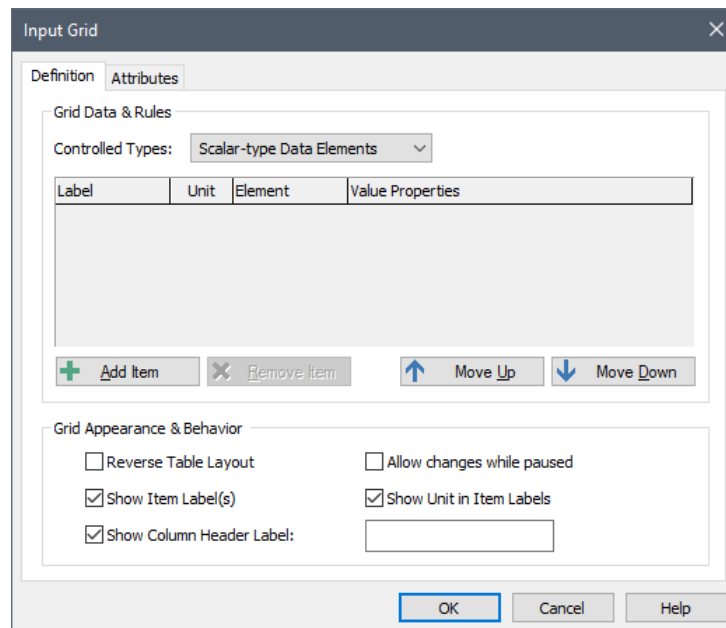 Input Grid
Definition Attributes
Grid Data & Rules
Controlled Types: Scalar-type Data Elements
Label Unit Element Value Properties
Add Item Remove Item Move Up Move Down
Grid Appearance & Behavior
Reverse Table Layout Allow changes while paused
Show Item Label(s) Show Unit in Item Labels
Show Column Header Label:
OK Cancel Help